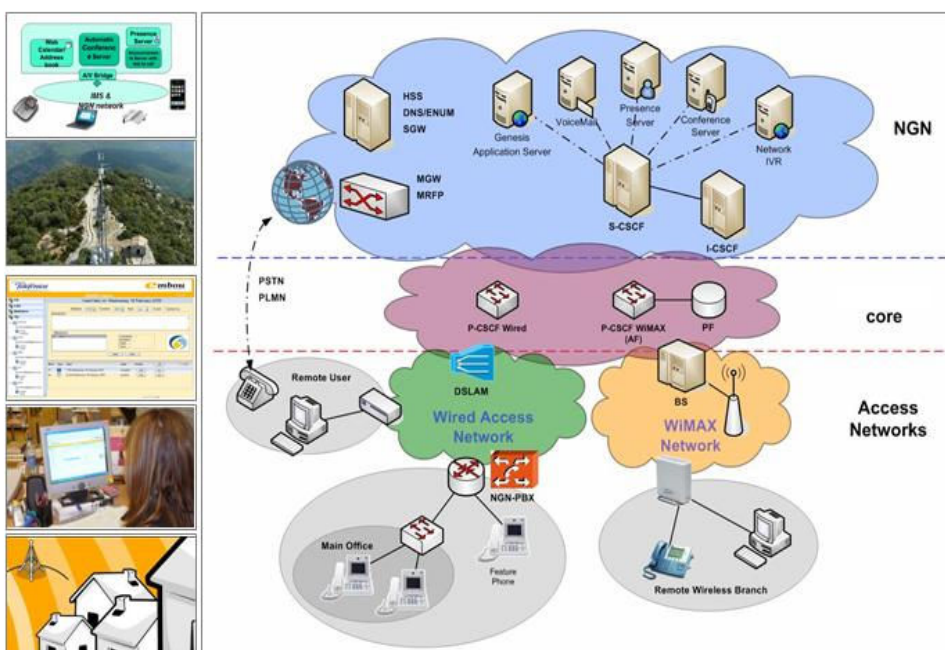 Web
Calendar/
Address
book
Automatic
Conferenc
e Server
Presence
Server
A/V Bridge
IMS &
NGN network
HSS
DNS/ENUM
SGW
Genesis
Application Server
VoiceMail
Presence
Server
Conference
Server
Network
IVR
NGN
MGW
MRFP
S-CSCF
I-CSCF
PSTN
PLMN
P-CSCF Wired
P-CSCF WiMAX
(AF)
PF
core
Remote User
DSLAM
Wired Access
Network
BS
WiMAX
Network
Access
Networks
NGN-PBX
Main Office
Feature
Phone
Remote Wireless Branch